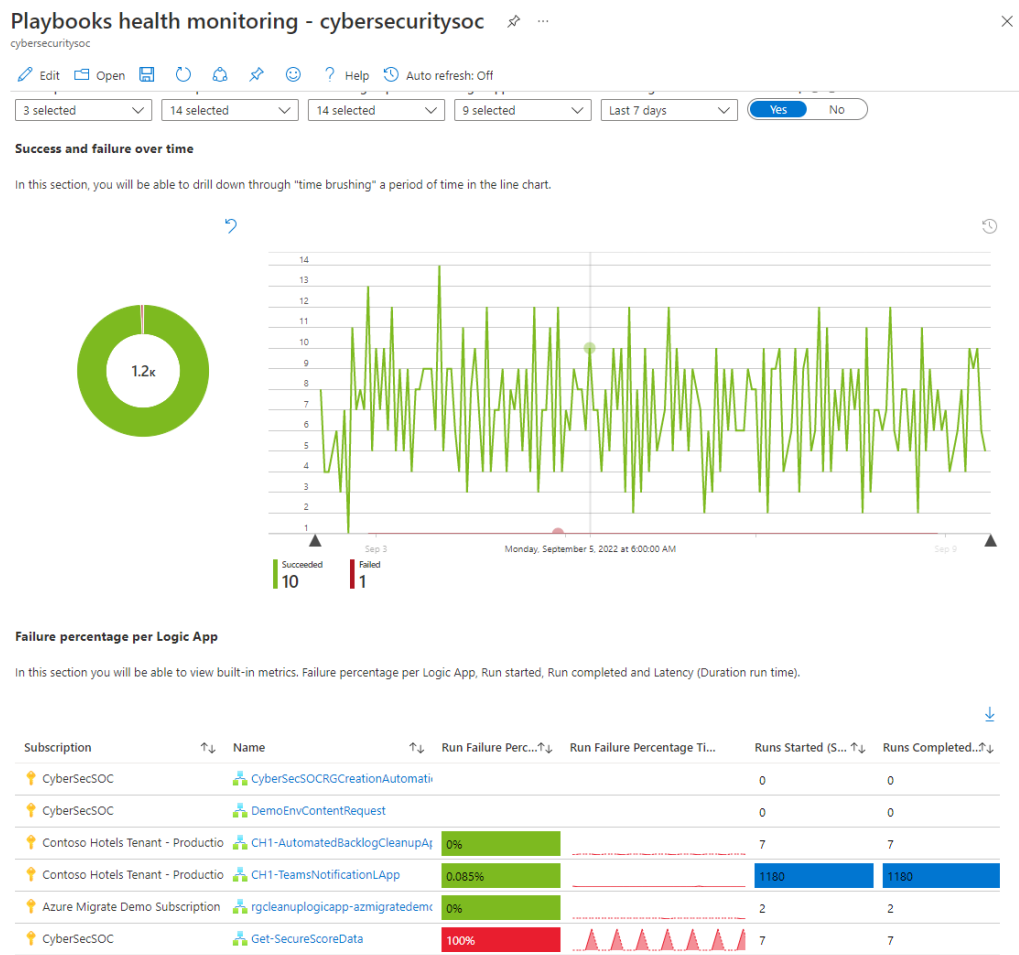 Playbooks health monitoring - cybersecuritysoc
cybersecuritysoc
Edit Open Help Auto refresh: Off
3 selected 14 selected 14 selected 9 selected Last 7 days Yes No
Success and failure over time
In this section, you will be able to drill down through "time brushing" a period of time in the line chart.
14
13
12
11
10
9
8
7
6
5
4
3
2
1
1.2K
Sep 3 Monday, September 5, 2022 at 6:00:00 AM Sep 9
Succeeded Failed
10 1
Failure percentage per Logic App
In this section you will be able to view built-in metrics. Failure percentage per Logic App, Run started, Run completed and Latency (Duration run time).
Subscription Name Run Failure Perc... Run Failure Percentage Ti... Runs Started (S... Runs Completed...
CyberSecSOC CyberSecSOCRGCreationAutomati 0 0
CyberSecSOC DemoEnvContentRequest 0 0
Contoso Hotels Tenant - Productio CH1-AutomatedBacklogCleanupAp 0% 7 7
Contoso Hotels Tenant - Productio CH1-TeamsNotificationLApp 0.085% 1180 1180
Azure Migrate Demo Subscription rgcleanuplogicapp-azmigratedemo 0% 2 2
CyberSecSOC Get-SecureScoreData 100% 7 7